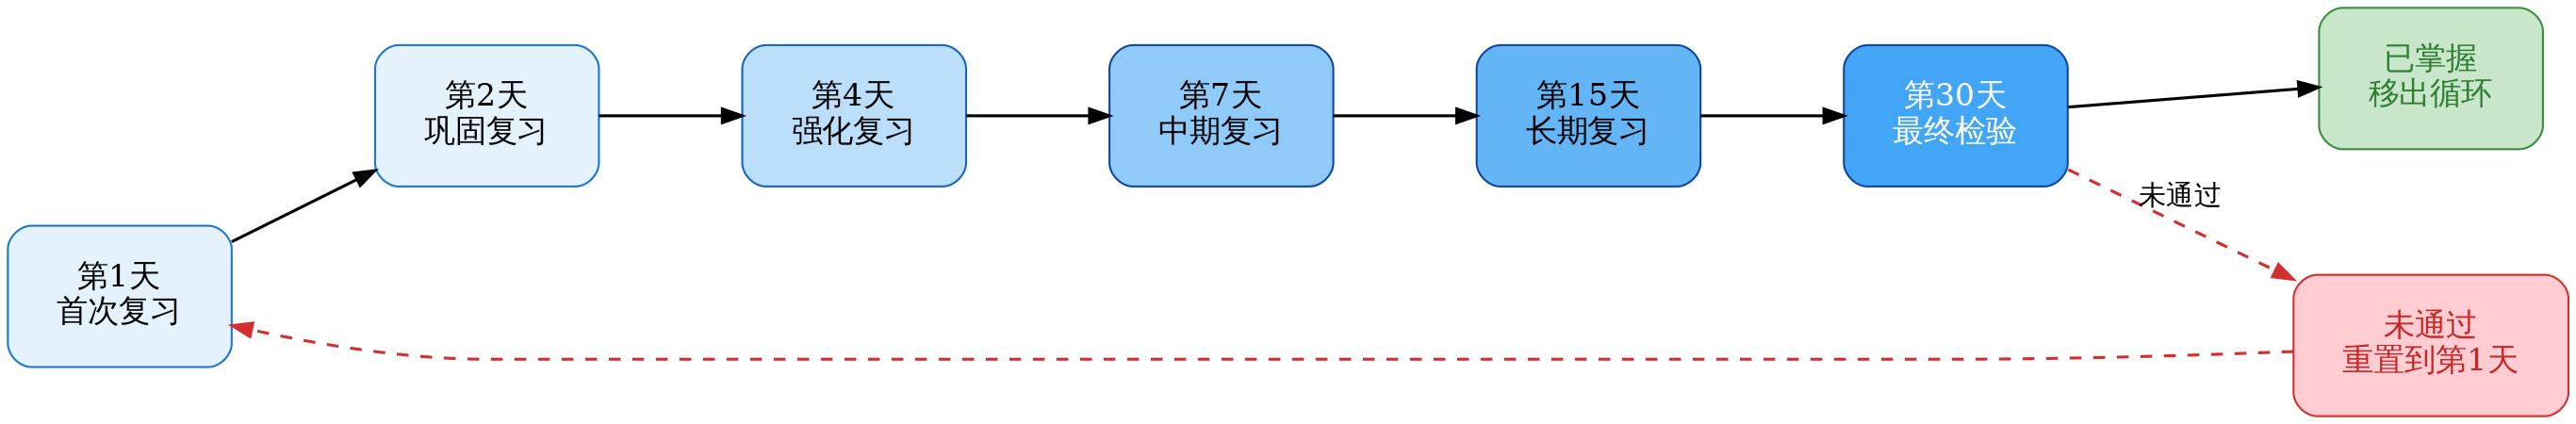 第1天
首次复习
第2天
巩固复习
第4天
强化复习
第7天
中期复习
第15天
长期复习
第30天
最终检验
已掌握
移出循环
未通过
未通过
重置到第1天